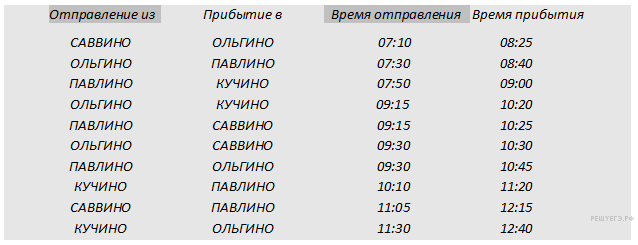 Отправление из Прибытие в Время отправления Время прибытия
САВВИНО ОЛЬГИНО 07:10 08:25
ОЛЬГИНО ПАВЛИНО 07:30 08:40
ПАВЛИНО КУЧИНО 07:50 09:00
ОЛЬГИНО КУЧИНО 09:15 10:20
ПАВЛИНО САВВИНО 09:15 10:25
ОЛЬГИНО САВВИНО 09:30 10:30
ПАВЛИНО ОЛЬГИНО 09:30 10:45
КУЧИНО ПАВЛИНО 10:10 11:20
САВВИНО ПАВЛИНО 11:05 12:15
РЕШУЕГЭ.РФ
КУЧИНО ОЛЬГИНО 11:30 12:40